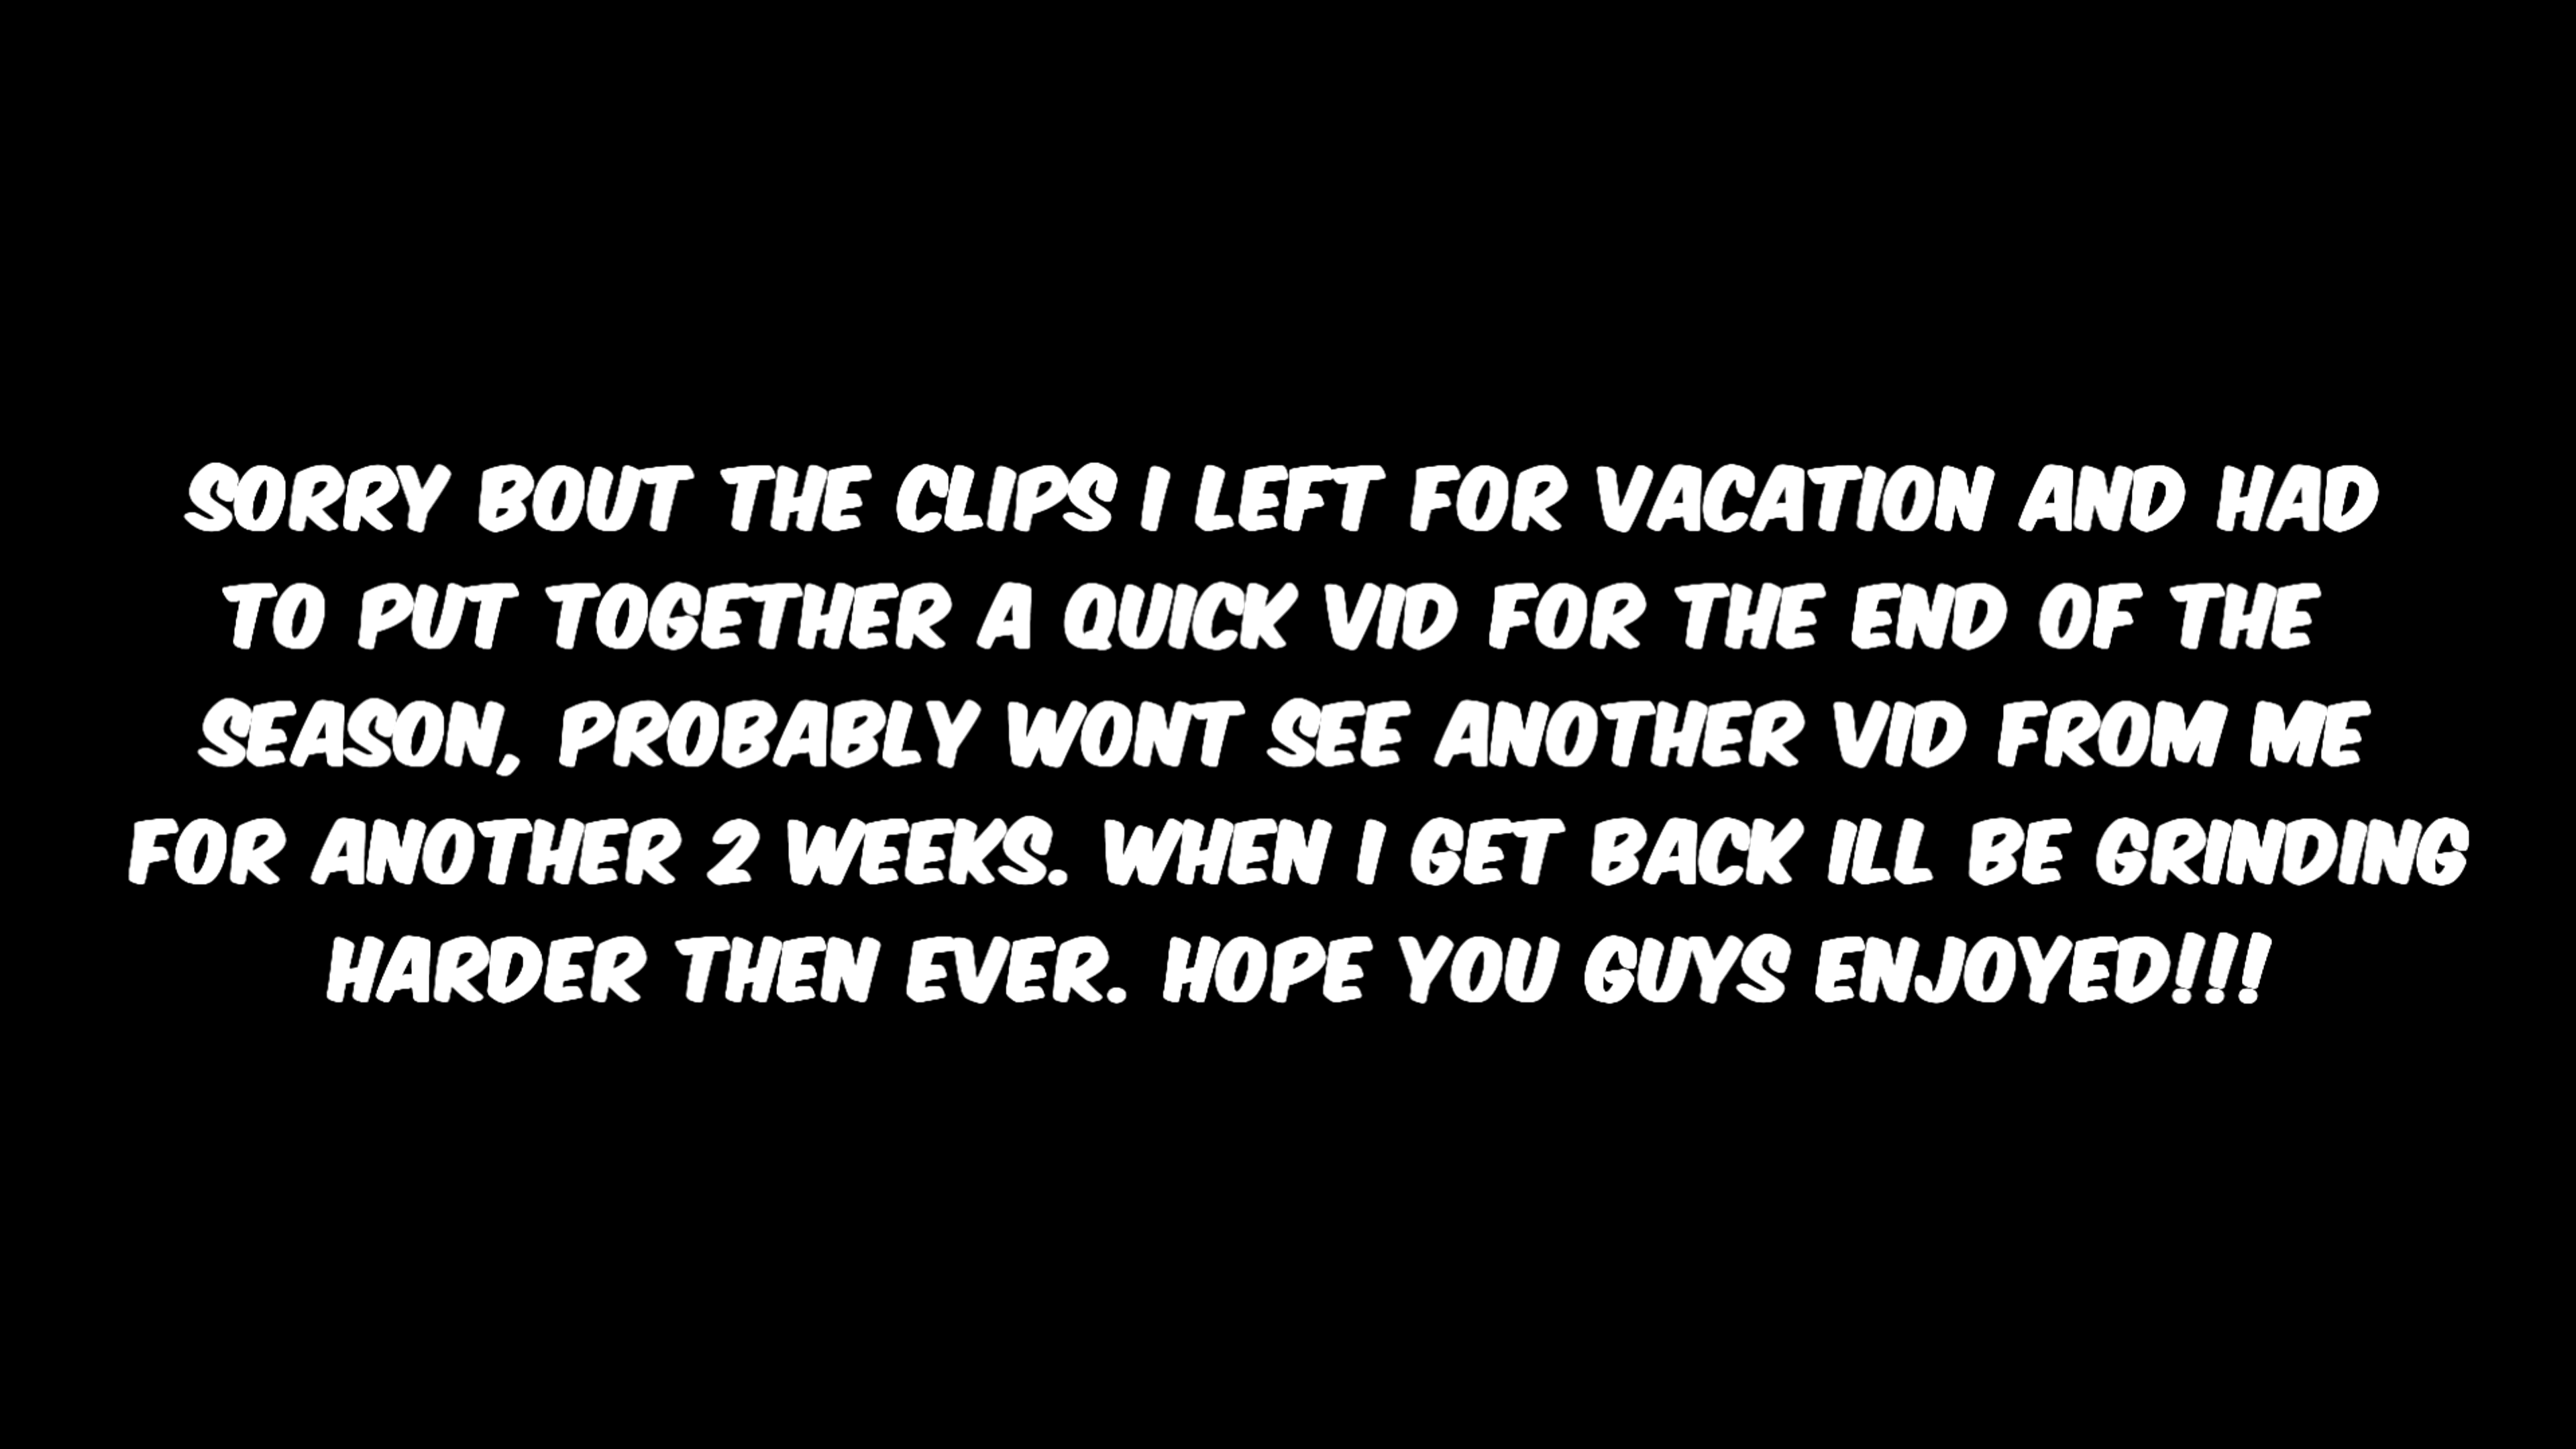 SORRY BOUT THE CLIPS I LEFT FOR VACATION AND HAD
TO PUT TOGETHER A QUICK VID FOR THE END OF THE
SEASON, PROBABLY WONT SEE ANOTHER VID FROM ME
FOR ANOTHER 2 WEEKS. WHEN I GET BACK ILL BE GRINDING
HARDER THEN EVER. HOPE YOU GUYS ENJOYED!!!